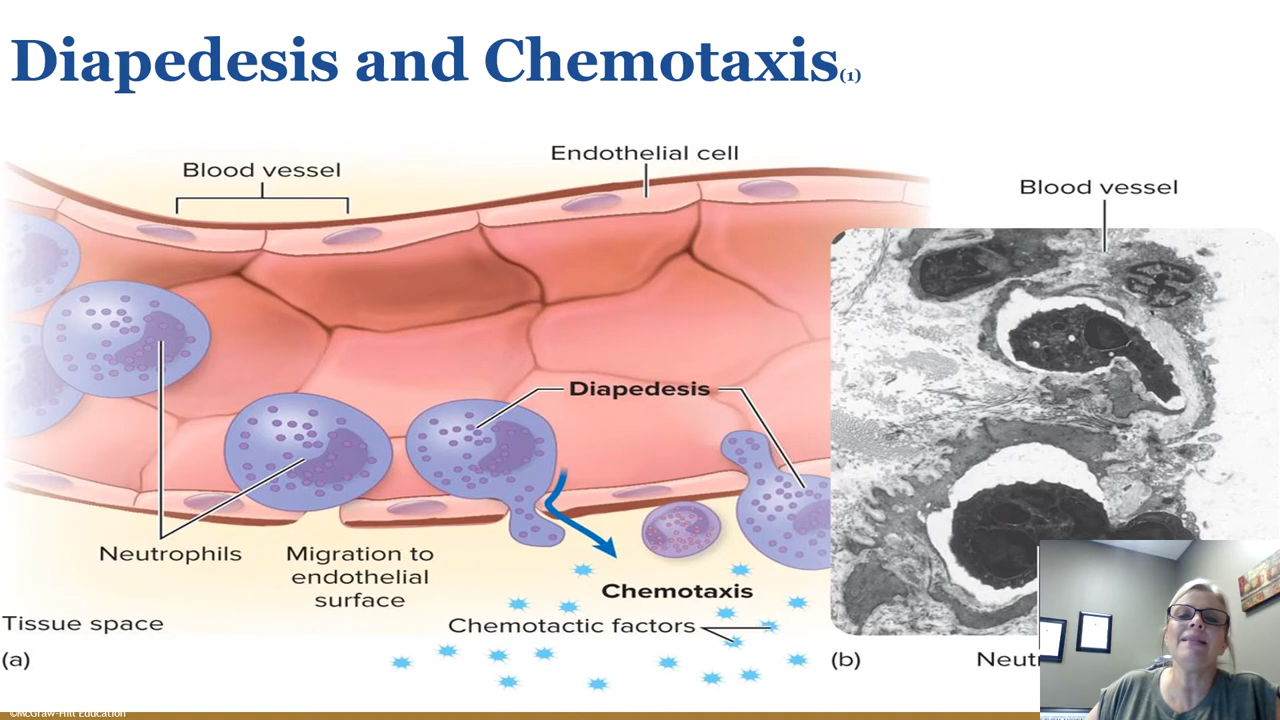 Diapedesis and Chemotaxis(1)
Blood vessel
Endothelial cell
Blood vessel
Diapedesis
Neutrophils
Migration to
endothelial
surface
Chemotaxis
Tissue space
Chemotactic factors
(a)
(b)
©McGraw-Hill Education